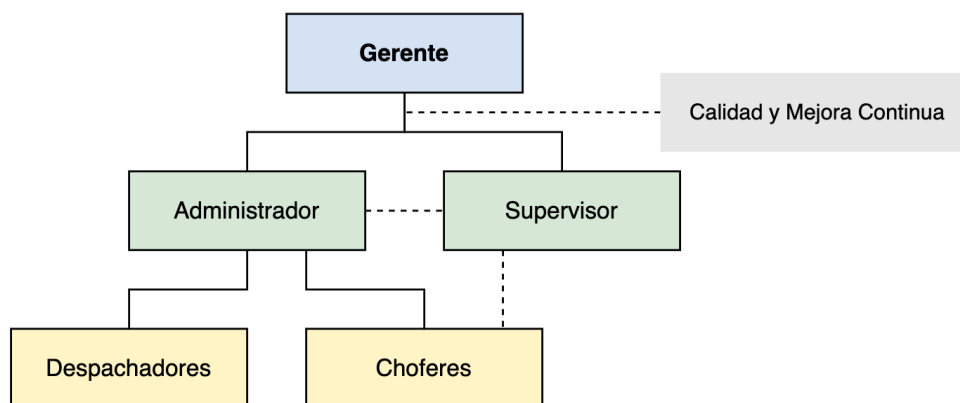 Gerente
Calidad y Mejora Continua
Administrador
Supervisor
Despachadores
Choferes